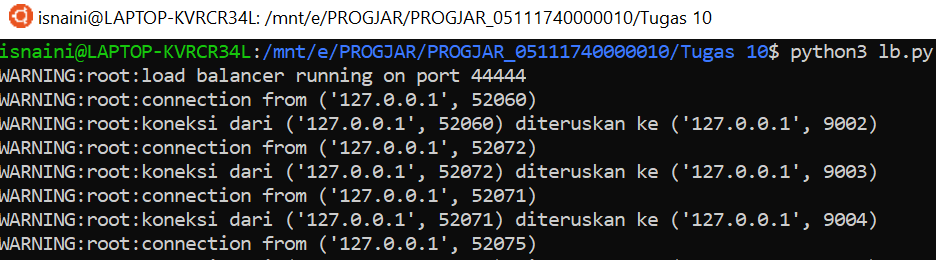 isnaini@LAPTOP-KVRCR34L: /mnt/e/PROGJAR/PROGJAR_05111740000010/Tugas 10
isnaini@LAPTOP-KVRCR34L:/mnt/e/PROGJAR/PROGJAR_05111740000010/Tugas 10$ python3 lb.py
WARNING:root:load balancer running on port 44444
WARNING:root:connection from ('127.0.0.1', 52060)
WARNING:root:koneksi dari ('127.0.0.1', 52060) diteruskan ke ('127.0.0.1', 9002)
WARNING:root:connection from ('127.0.0.1', 52072)
WARNING:root:koneksi dari ('127.0.0.1', 52072) diteruskan ke ('127.0.0.1', 9003)
WARNING:root:connection from ('127.0.0.1', 52071)
WARNING:root:koneksi dari ('127.0.0.1', 52071) diteruskan ke ('127.0.0.1', 9004)
WARNING:root:connection from ('127.0.0.1', 52075)